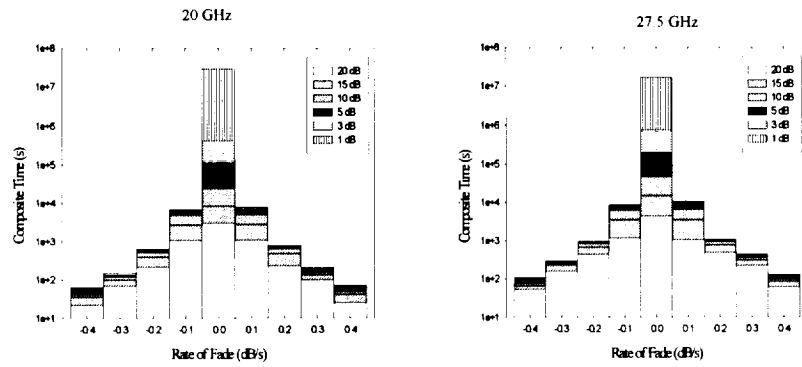 20 GHz
1e+8
1e+7
1e+6
1e+5
1e+4
1e+3
1e+2
1e+1
Composite Time (s)
20 dB
15 dB
10 dB
5 dB
3 dB
1 dB
-0.4 -0.3 -0.2 -0.1 0.0 0.1 0.2 0.3 0.4
Rate of Fade (dB/s)
27.5 GHz
1e+8
1e+7
1e+6
1e+5
1e+4
1e+3
1e+2
1e+1
Composite Time (s)
20 dB
15 dB
10 dB
5 dB
3 dB
1 dB
-0.4 -0.3 -0.2 -0.1 0.0 0.1 0.2 0.3 0.4
Rate of Fade (dB/s)